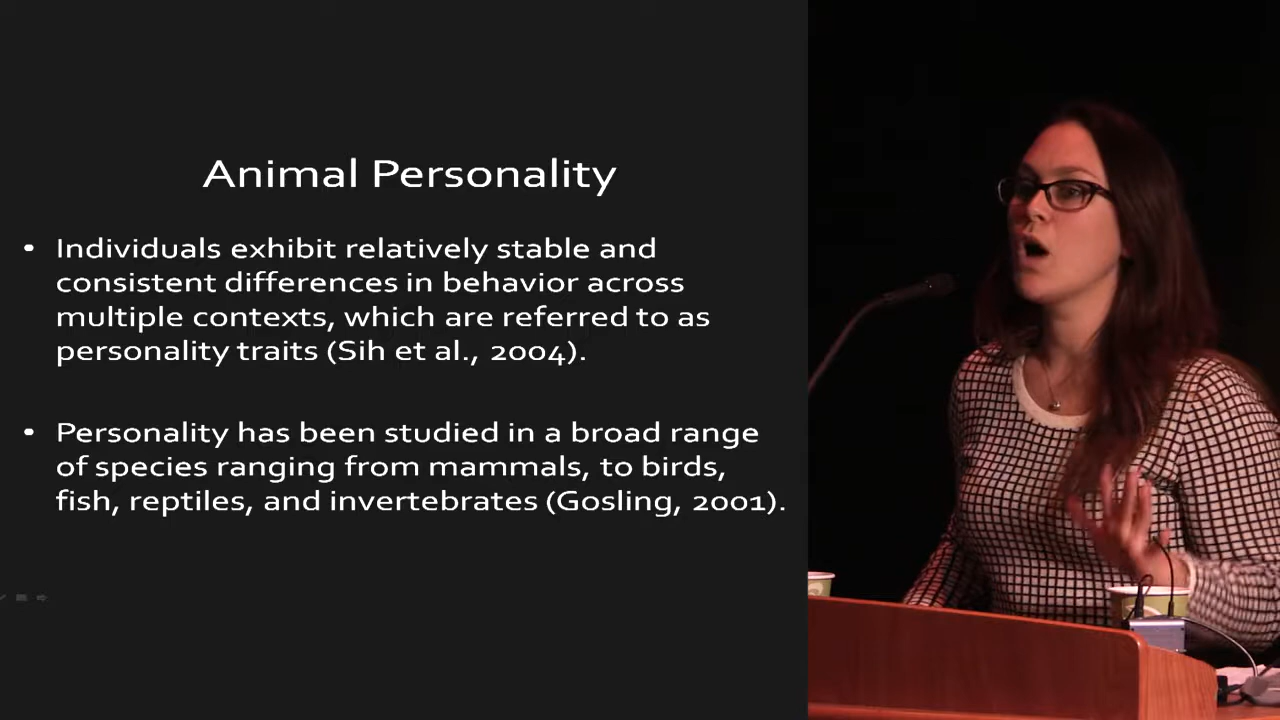 Animal Personality
• Individuals exhibit relatively stable and
consistent differences in behavior across
multiple contexts, which are referred to as
personality traits (Sih et al., 2004).
• Personality has been studied in a broad range
of species ranging from mammals, to birds,
fish, reptiles, and invertebrates (Gosling, 2001).